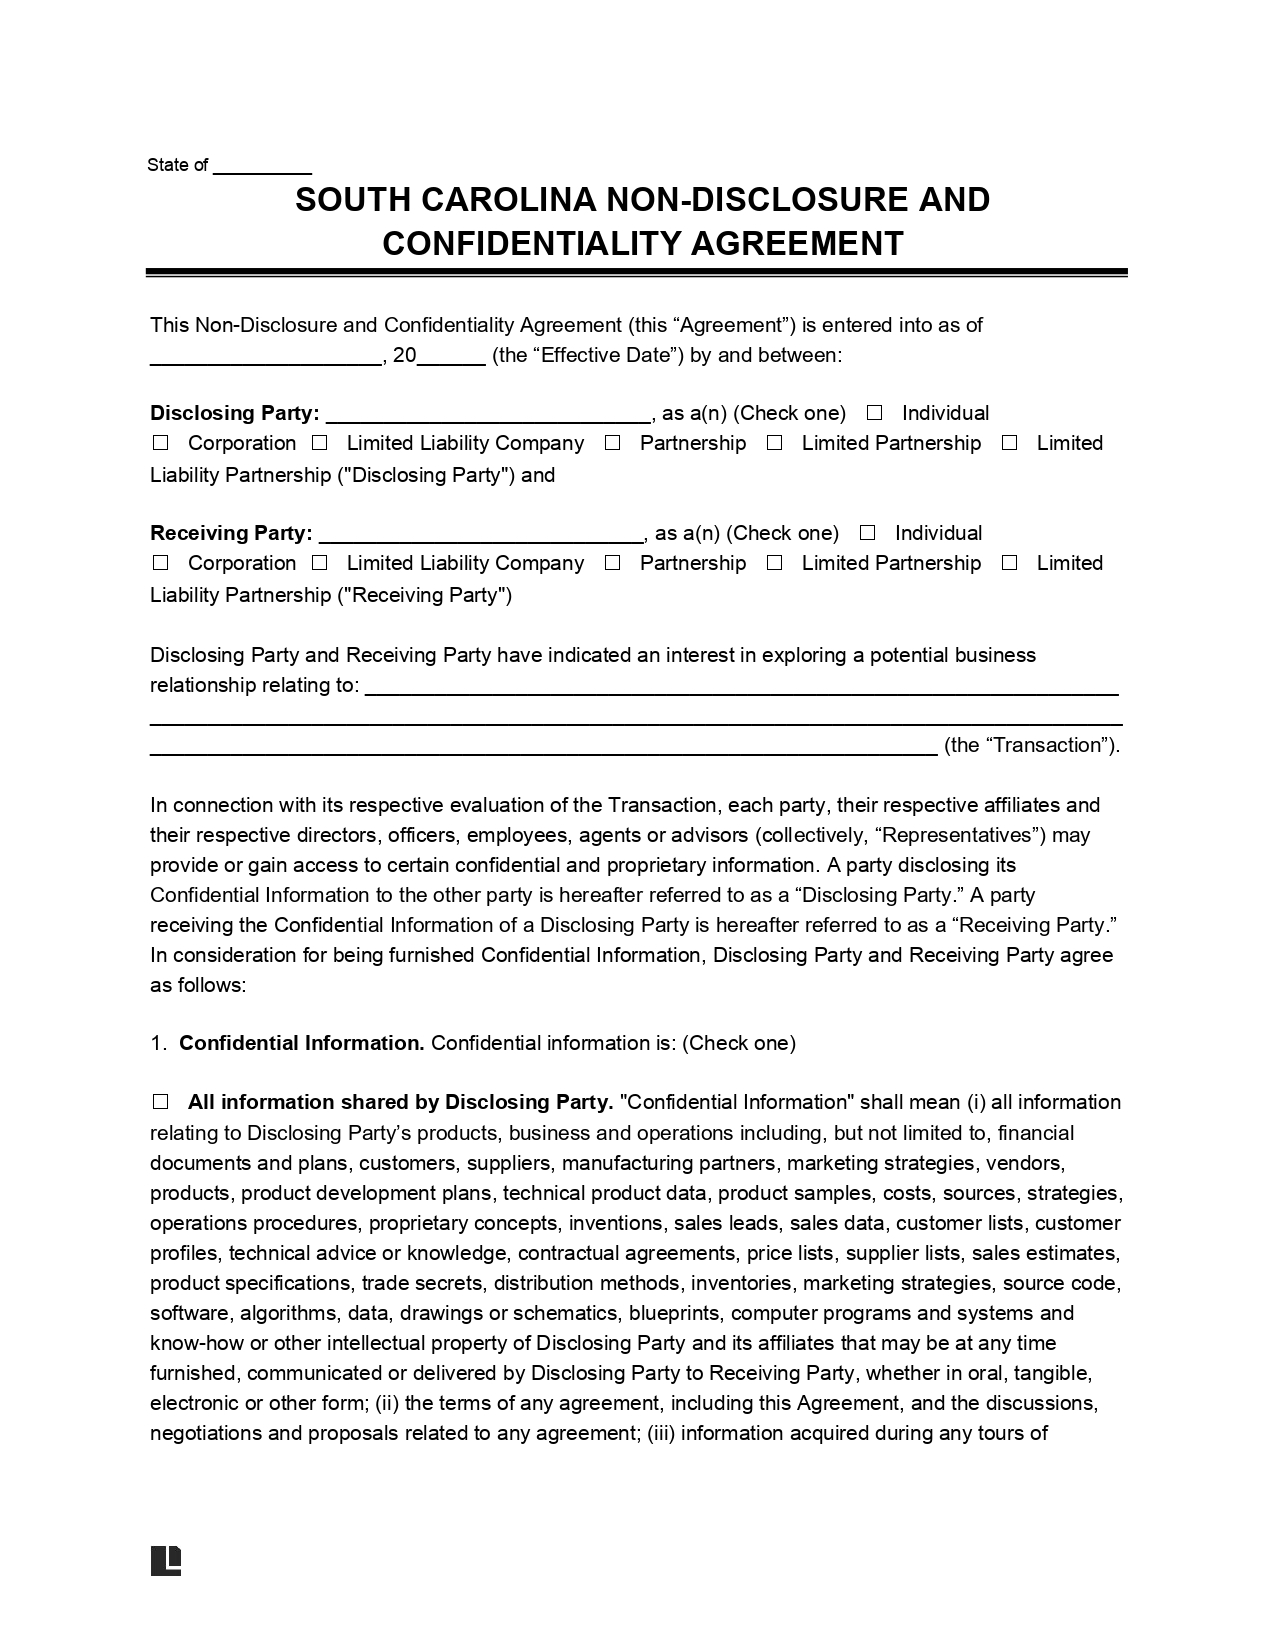 State of __________
SOUTH CAROLINA NON-DISCLOSURE AND
CONFIDENTIALITY AGREEMENT
This Non-Disclosure and Confidentiality Agreement (this “Agreement”) is entered into as of
____________________, 20______ (the “Effective Date”) by and between:
Disclosing Party: ____________________________, as a(n) (Check one) ☐ Individual
☐ Corporation ☐ Limited Liability Company ☐ Partnership ☐ Limited Partnership ☐ Limited
Liability Partnership ("Disclosing Party") and
Receiving Party: ____________________________, as a(n) (Check one) ☐ Individual
☐ Corporation ☐ Limited Liability Company ☐ Partnership ☐ Limited Partnership ☐ Limited
Liability Partnership ("Receiving Party")
Disclosing Party and Receiving Party have indicated an interest in exploring a potential business
relationship relating to: _________________________________________________________________
____________________________________________________________________________________
____________________________________________________________________ (the “Transaction”).
In connection with its respective evaluation of the Transaction, each party, their respective affiliates and
their respective directors, officers, employees, agents or advisors (collectively, “Representatives”) may
provide or gain access to certain confidential and proprietary information. A party disclosing its
Confidential Information to the other party is hereafter referred to as a “Disclosing Party.” A party
receiving the Confidential Information of a Disclosing Party is hereafter referred to as a “Receiving Party.”
In consideration for being furnished Confidential Information, Disclosing Party and Receiving Party agree
as follows:
1. Confidential Information. Confidential information is: (Check one)
☐ All information shared by Disclosing Party. "Confidential Information" shall mean (i) all information
relating to Disclosing Party’s products, business and operations including, but not limited to, financial
documents and plans, customers, suppliers, manufacturing partners, marketing strategies, vendors,
products, product development plans, technical product data, product samples, costs, sources, strategies,
operations procedures, proprietary concepts, inventions, sales leads, sales data, customer lists, customer
profiles, technical advice or knowledge, contractual agreements, price lists, supplier lists, sales estimates,
product specifications, trade secrets, distribution methods, inventories, marketing strategies, source code,
software, algorithms, data, drawings or schematics, blueprints, computer programs and systems and
know-how or other intellectual property of Disclosing Party and its affiliates that may be at any time
furnished, communicated or delivered by Disclosing Party to Receiving Party, whether in oral, tangible,
electronic or other form; (ii) the terms of any agreement, including this Agreement, and the discussions,
negotiations and proposals related to any agreement; (iii) information acquired during any tours of